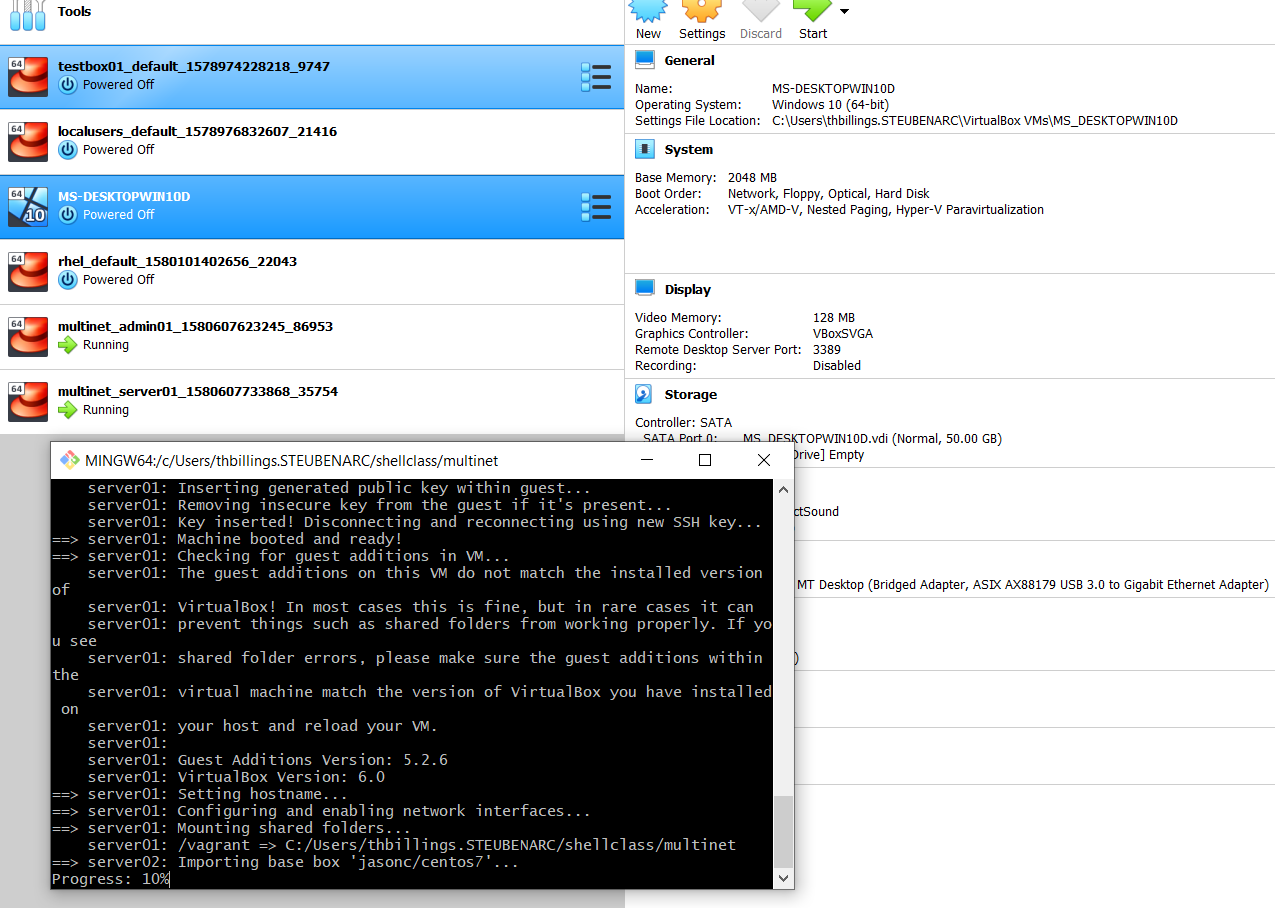 Tools
64
testbox01_default_1578974228218_9747
Powered Off
64
localusers_default_1578976832607_21416
Powered Off
64
10
MS-DESKTOPWIN10D
Powered Off
64
rhel_default_1580101402656_22043
Powered Off
64
multinet_admin01_1580607623245_86953
Running
64
multinet_server01_1580607733868_35754
Running
New Settings Discard Start
General
Name: MS-DESKTOPWIN10D
Operating System: Windows 10 (64-bit)
Settings File Location: C:\Users\thbillings.STEUBENARC\VirtualBox VMs\MS_DESKTOPWIN10D
System
Base Memory: 2048 MB
Boot Order: Network, Floppy, Optical, Hard Disk
Acceleration: VT-x/AMD-V, Nested Paging, Hyper-V Paravirtualization
Display
Video Memory: 128 MB
Graphics Controller: VBoxSVGA
Remote Desktop Server Port: 3389
Recording: Disabled
Storage
Controller: SATA
SATA Port 0: MS_DESKTOPWIN10D.vdi (Normal, 50.00 GB)
Drive] Empty
ctSound
MT Desktop (Bridged Adapter, ASIX AX88179 USB 3.0 to Gigabit Ethernet Adapter)
)
MINGW64:/c/Users/thbillings.STEUBENARC/shellclass/multinet
server01: Inserting generated public key within guest...
server01: Removing insecure key from the guest if it's present...
server01: Key inserted! Disconnecting and reconnecting using new SSH key...
==> server01: Machine booted and ready!
==> server01: Checking for guest additions in VM...
server01: The guest additions on this VM do not match the installed version
of
server01: VirtualBox! In most cases this is fine, but in rare cases it can
server01: prevent things such as shared folders from working properly. If yo
u see
server01: shared folder errors, please make sure the guest additions within
the
server01: virtual machine match the version of VirtualBox you have installed
on
server01: your host and reload your VM.
server01:
server01: Guest Additions Version: 5.2.6
server01: VirtualBox Version: 6.0
==> server01: Setting hostname...
==> server01: Configuring and enabling network interfaces...
==> server01: Mounting shared folders...
server01: /vagrant => C:/Users/thbillings.STEUBENARC/shellclass/multinet
==> server02: Importing base box 'jasonc/centos7'...
Progress: 10%